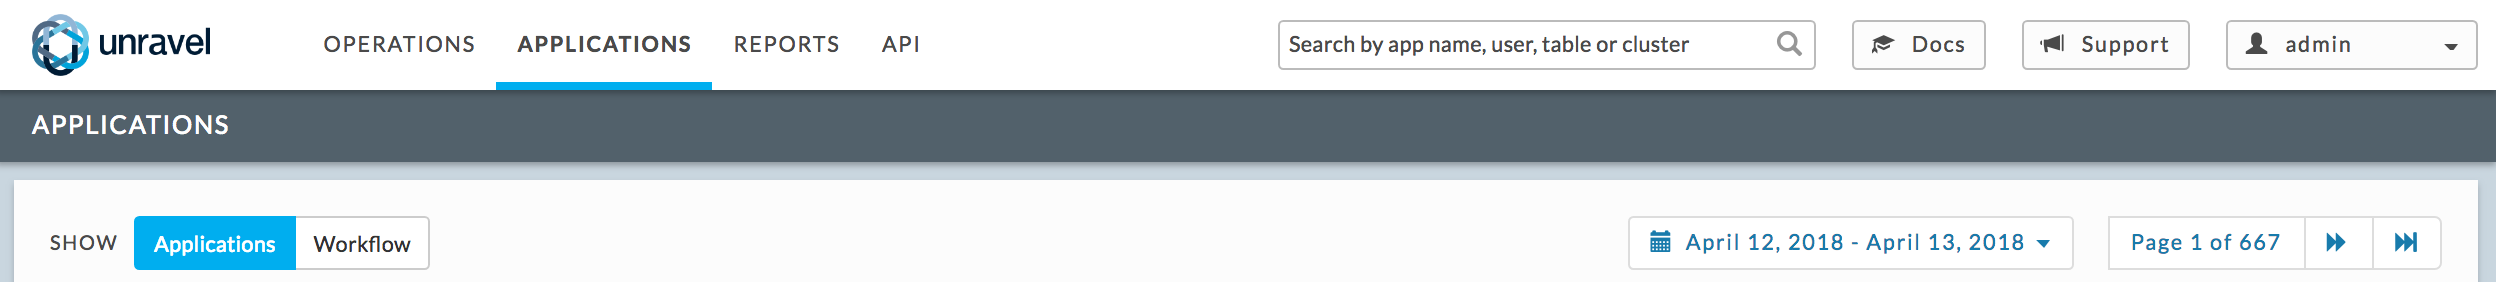 unravel OPERATIONS APPLICATIONS REPORTS API Search by app name, user, table or cluster Docs Support admin
APPLICATIONS
SHOW Applications Workflow April 12, 2018 - April 13, 2018 Page 1 of 667